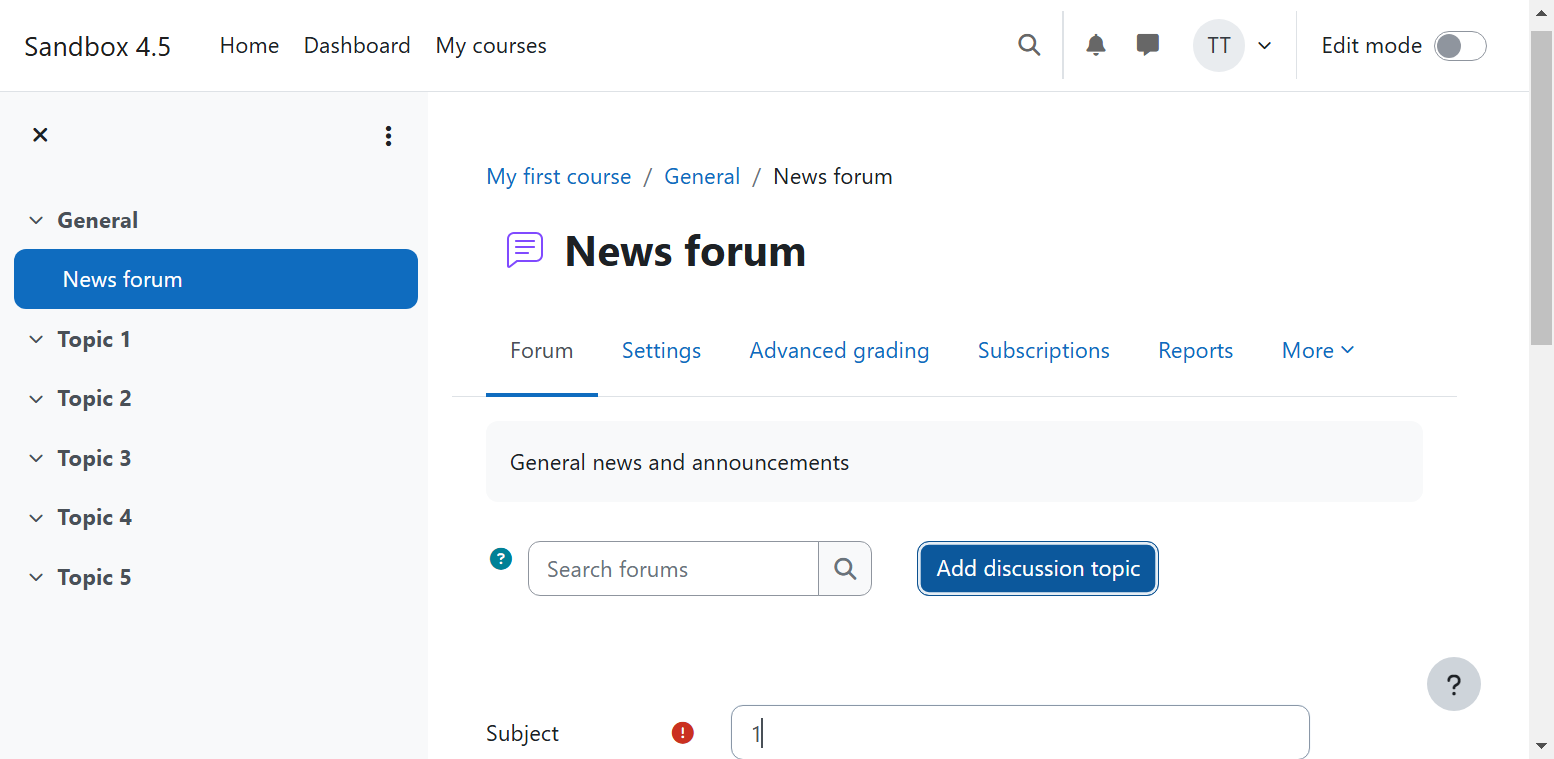 Sandbox 4.5 Home Dashboard My courses TT Edit mode
General
News forum
Topic 1
Topic 2
Topic 3
Topic 4
Topic 5
My first course / General / News forum
News forum
Forum Settings Advanced grading Subscriptions Reports More
General news and announcements
? Search forums Add discussion topic
?
Subject ! 1